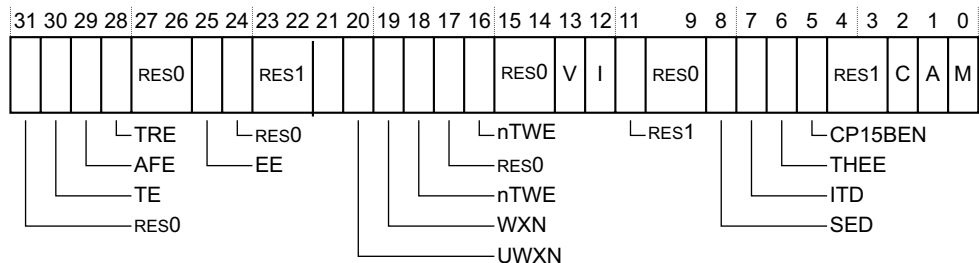 31 30 29 28 27 26 25 24 23 22 21 20 19 18 17 16 15 14 13 12 11 9 8 7 6 5 4 3 2 1 0
RES0 RES1 RES0 V I RES0 RES1 C A M
TRE RES0 nTWE RES1 CP15BEN
AFE EE RES0 THEE
TE nTWE ITD
RES0 WXN SED
UWXN